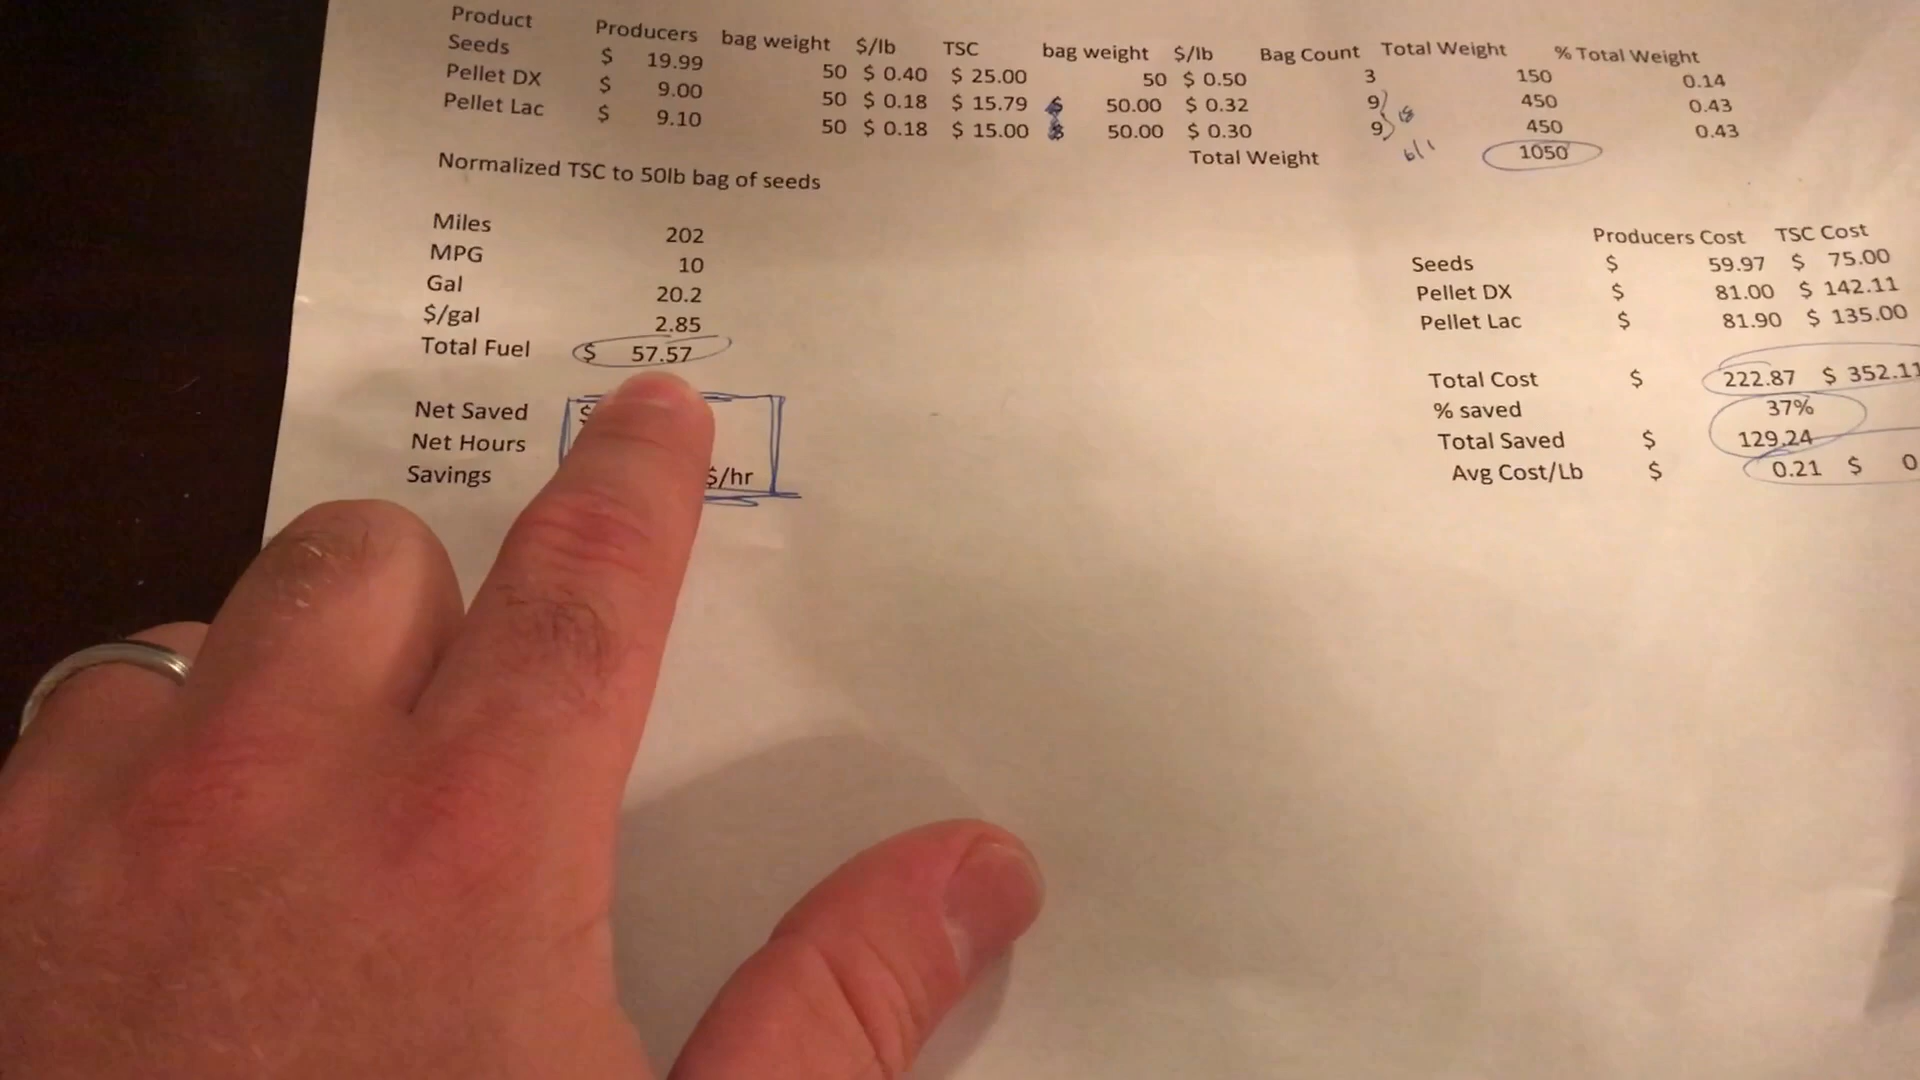 Product Producers bag weight $/lb TSC bag weight $/lb Bag Count Total Weight % Total Weight
Seeds $ 19.99 50 $ 0.40 $ 25.00 50 $ 0.50 3 150 0.14
Pellet DX $ 9.00 50 $ 0.18 $ 15.79 50.00 $ 0.32 9 450 0.43
Pellet Lac $ 9.10 50 $ 0.18 $ 15.00 50.00 $ 0.30 9 450 0.43
Total Weight 1050
18
6/1
Normalized TSC to 50lb bag of seeds
Miles 202
MPG 10
Gal 20.2
$/gal 2.85
Total Fuel $ 57.57
Net Saved $
Net Hours
Savings $/hr
Producers Cost TSC Cost
Seeds $ 59.97 $ 75.00
Pellet DX $ 81.00 $ 142.11
Pellet Lac $ 81.90 $ 135.00
Total Cost $ 222.87 $ 352.11
% saved 37%
Total Saved $ 129.24
Avg Cost/Lb $ 0.21 $ 0